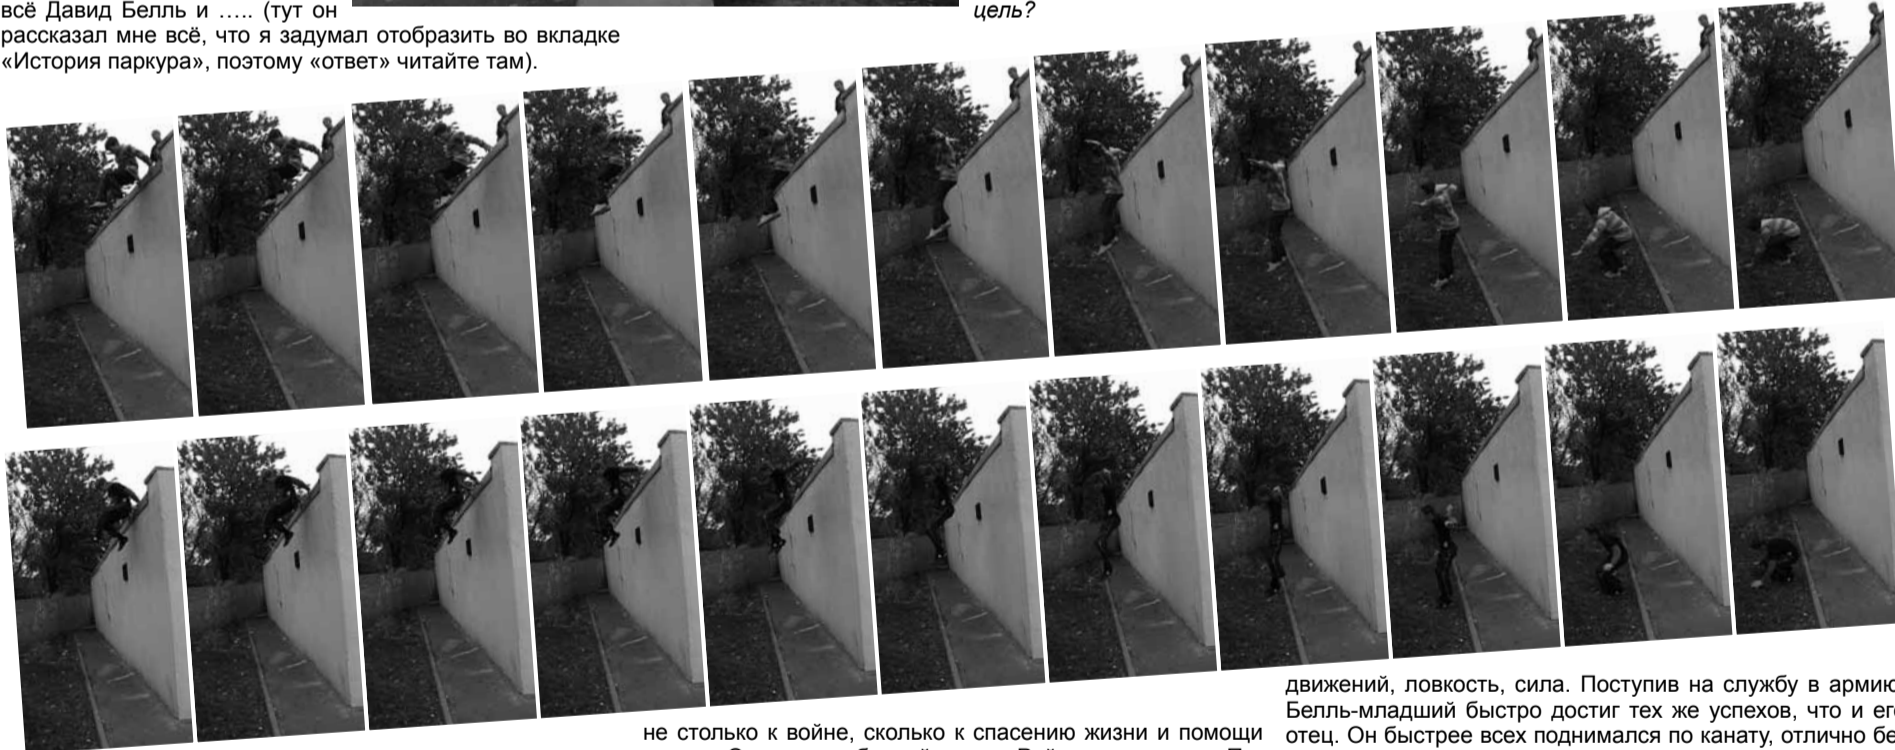 всё Давид Белль и ….. (тут он
рассказал мне всё, что я задумал отобразить во вкладке
«История паркура», поэтому «ответ» читайте там).
цель?
не столько к войне, сколько к спасению жизни и помощи
движений, ловкость, сила. Поступив на службу в армию
Белль-младший быстро достиг тех же успехов, что и его
отец. Он быстрее всех поднимался по канату, отлично бе